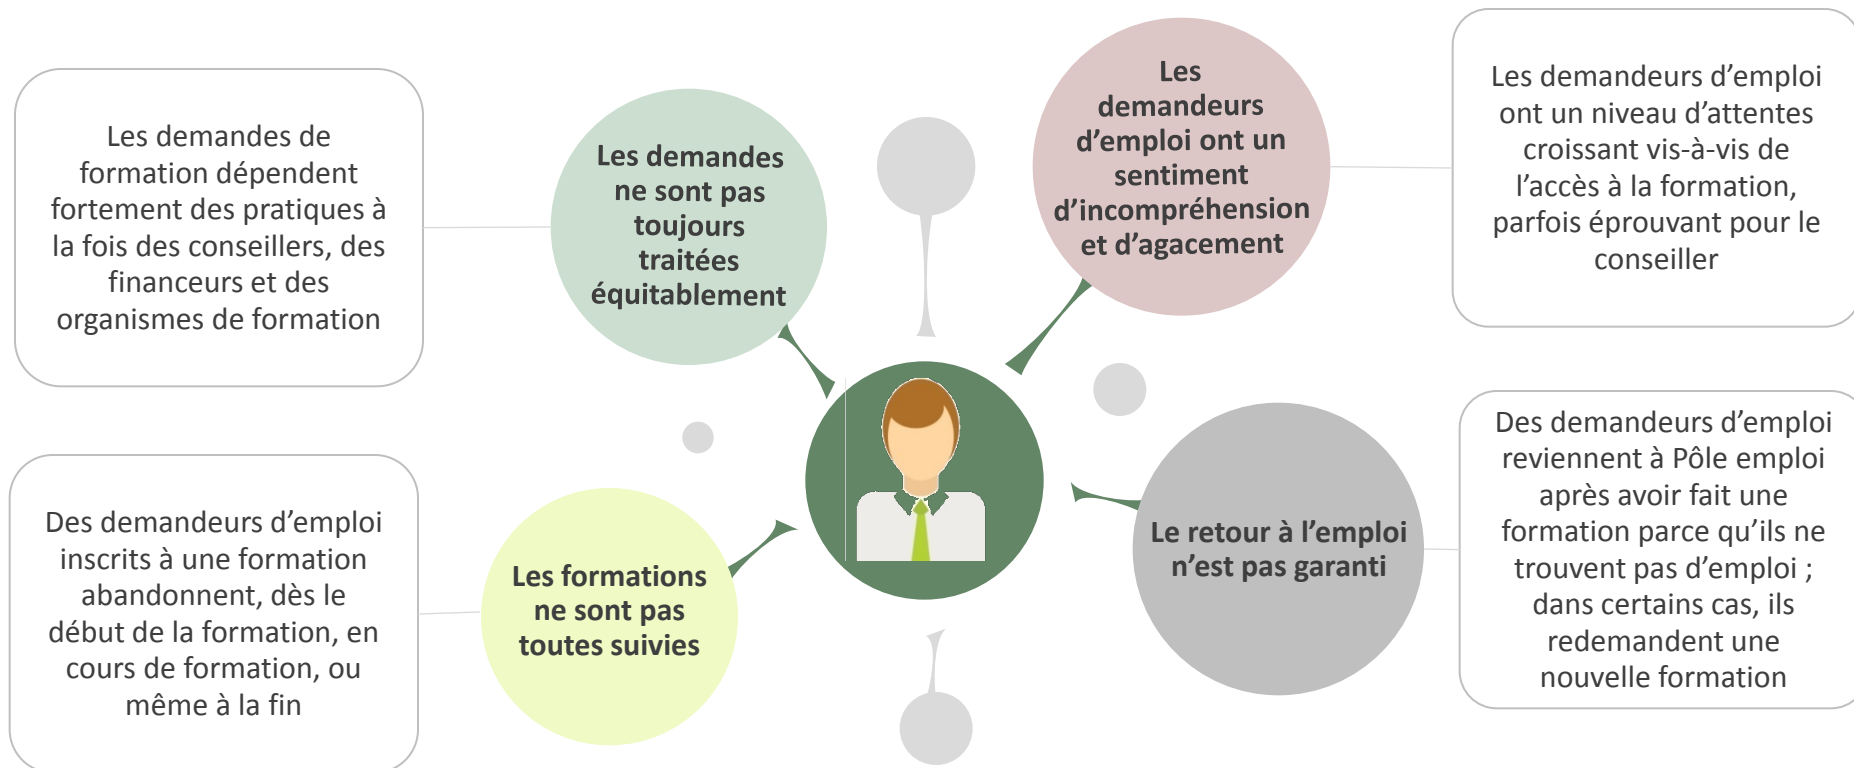 Les demandes de
formation dépendent
fortement des pratiques à
la fois des conseillers, des
financeurs et des
organismes de formation
Les demandes
ne sont pas
toujours
traitées
équitablement
Les
demandeurs
d’emploi ont un
sentiment
d’incompréhension
et d’agacement
Les demandeurs d’emploi
ont un niveau d’attentes
croissant vis-à-vis de
l’accès à la formation,
parfois éprouvant pour le
conseiller
Des demandeurs d’emploi
inscrits à une formation
abandonnent, dès le
début de la formation, en
cours de formation, ou
même à la fin
Les formations
ne sont pas
toutes suivies
Le retour à l’emploi
n’est pas garanti
Des demandeurs d’emploi
reviennent à Pôle emploi
après avoir fait une
formation parce qu’ils ne
trouvent pas d’emploi ;
dans certains cas, ils
redemandent une
nouvelle formation